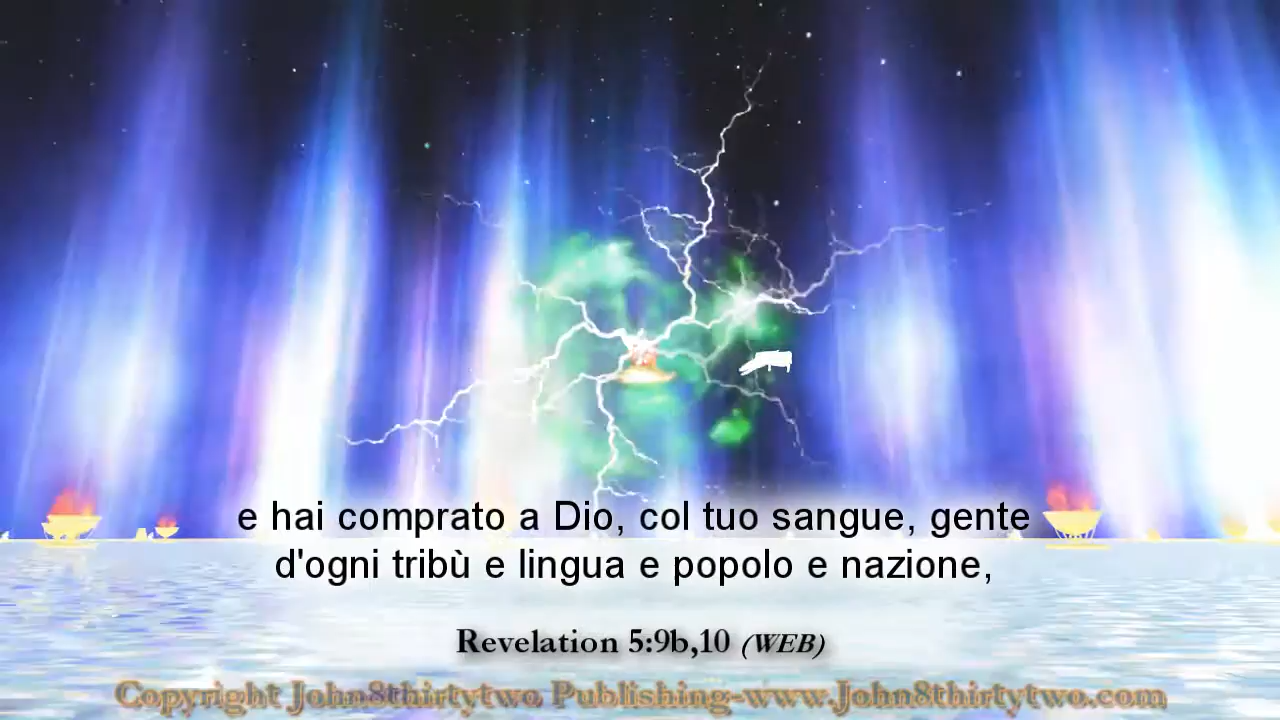 e hai comprato a Dio, col tuo sangue, gente
d'ogni tribù e lingua e popolo e nazione,
Revelation 5:9b,10 (WEB)
Copyright John8thirtytwo Publishing-www.John8thirtytwo.com